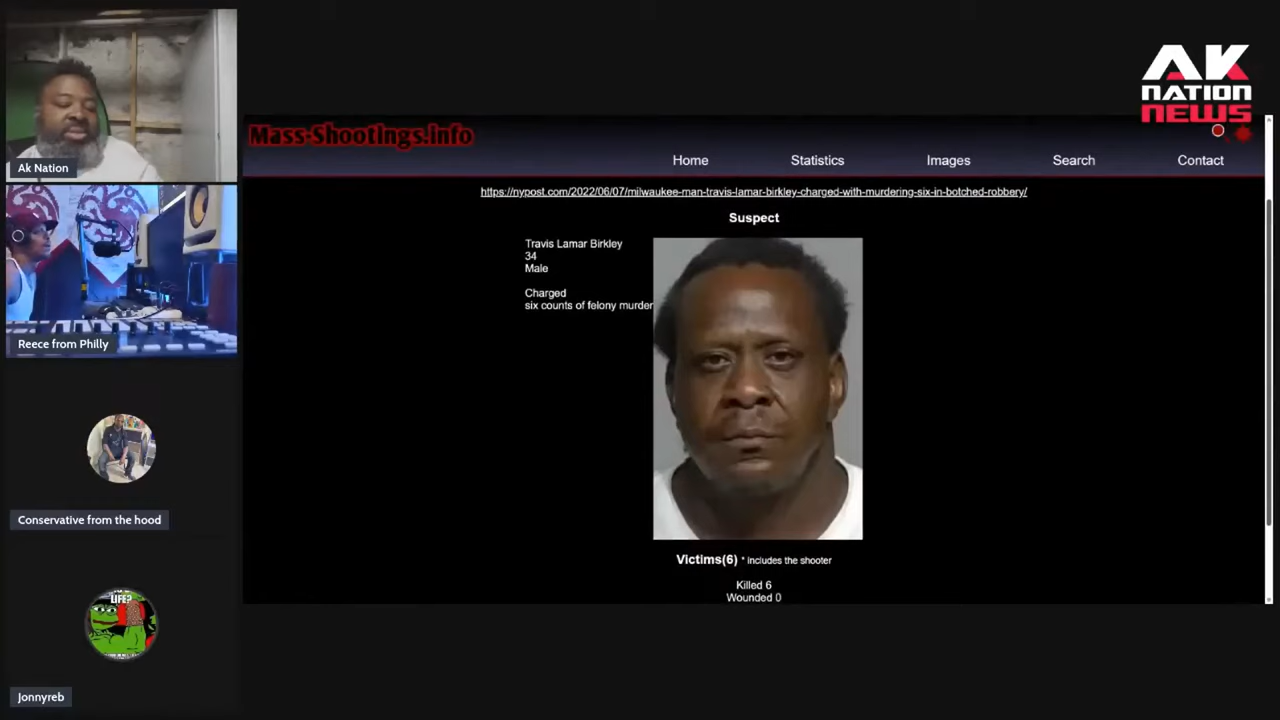 AK
NATION
NEWS
Mass-Shootings.info
Home
Statistics
Images
Search
Contact
https://nypost.com/2022/06/07/milwaukee-man-travis-lamar-birkley-charged-with-murdering-six-in-botched-robbery/
Suspect
Travis Lamar Birkley
34
Male
Charged
six counts of felony murder
Victims(6) * includes the shooter
Killed 6
Wounded 0
Ak Nation
Reece from Philly
Conservative from the hood
LIFE?
Jonnyreb